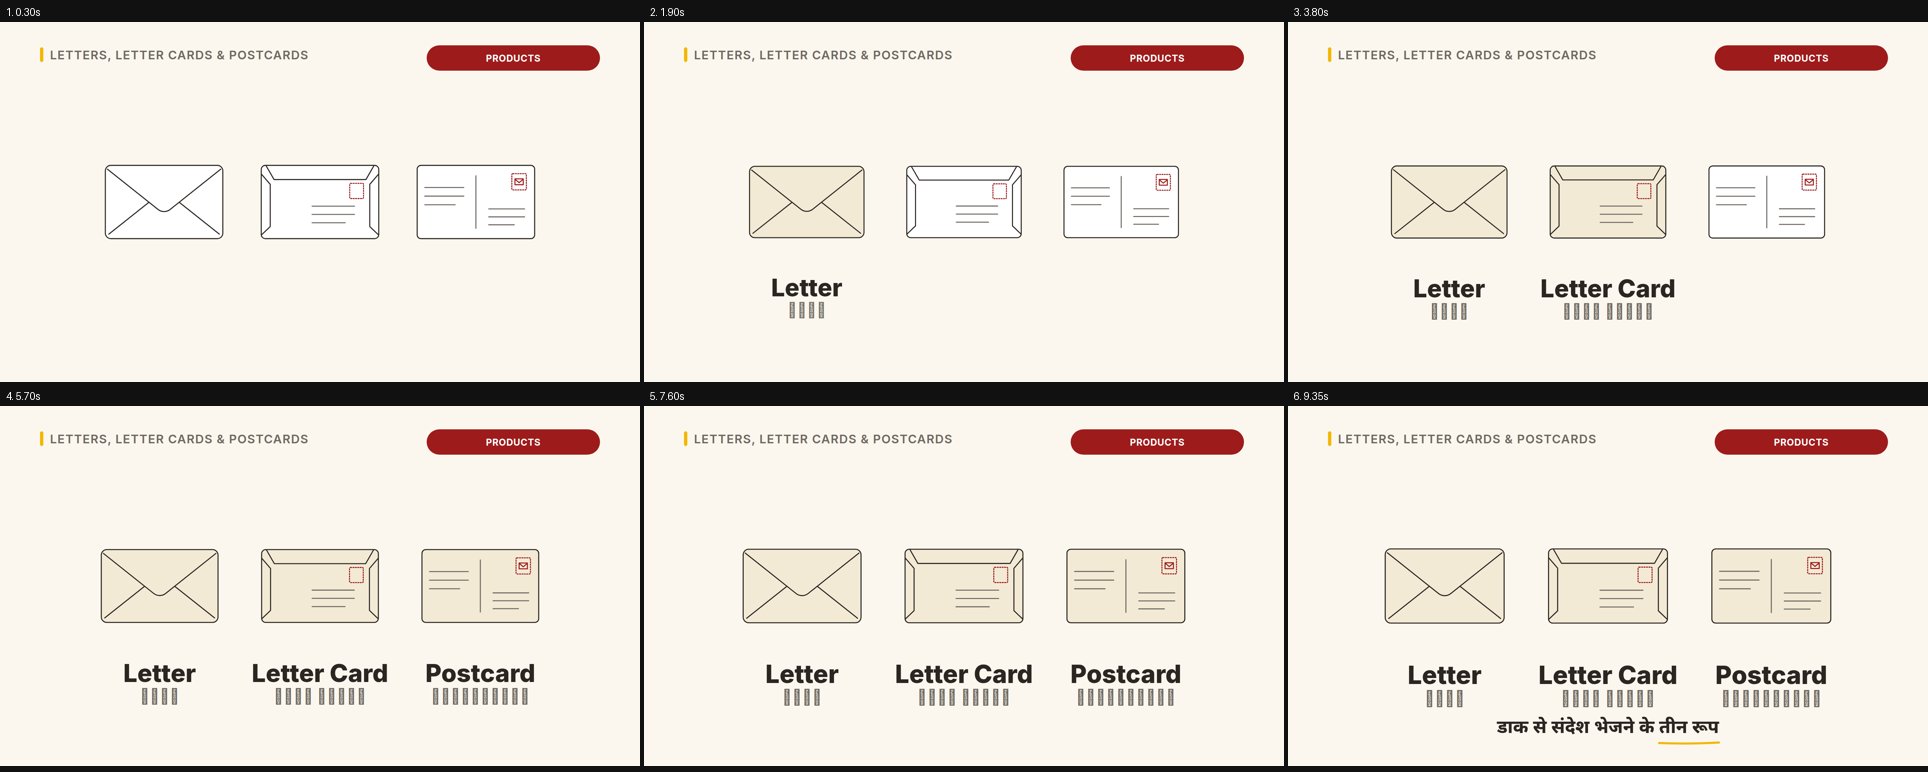 1. 0.30s
LETTERS, LETTER CARDS & POSTCARDS
PRODUCTS
2. 1.90s
LETTERS, LETTER CARDS & POSTCARDS
PRODUCTS
Letter
3. 3.80s
LETTERS, LETTER CARDS & POSTCARDS
PRODUCTS
Letter
Letter Card
4. 5.70s
LETTERS, LETTER CARDS & POSTCARDS
PRODUCTS
Letter
Letter Card
Postcard
5. 7.60s
LETTERS, LETTER CARDS & POSTCARDS
PRODUCTS
Letter
Letter Card
Postcard
6. 9.35s
LETTERS, LETTER CARDS & POSTCARDS
PRODUCTS
Letter
Letter Card
Postcard
डाक से संदेश भेजने के तीन रूप